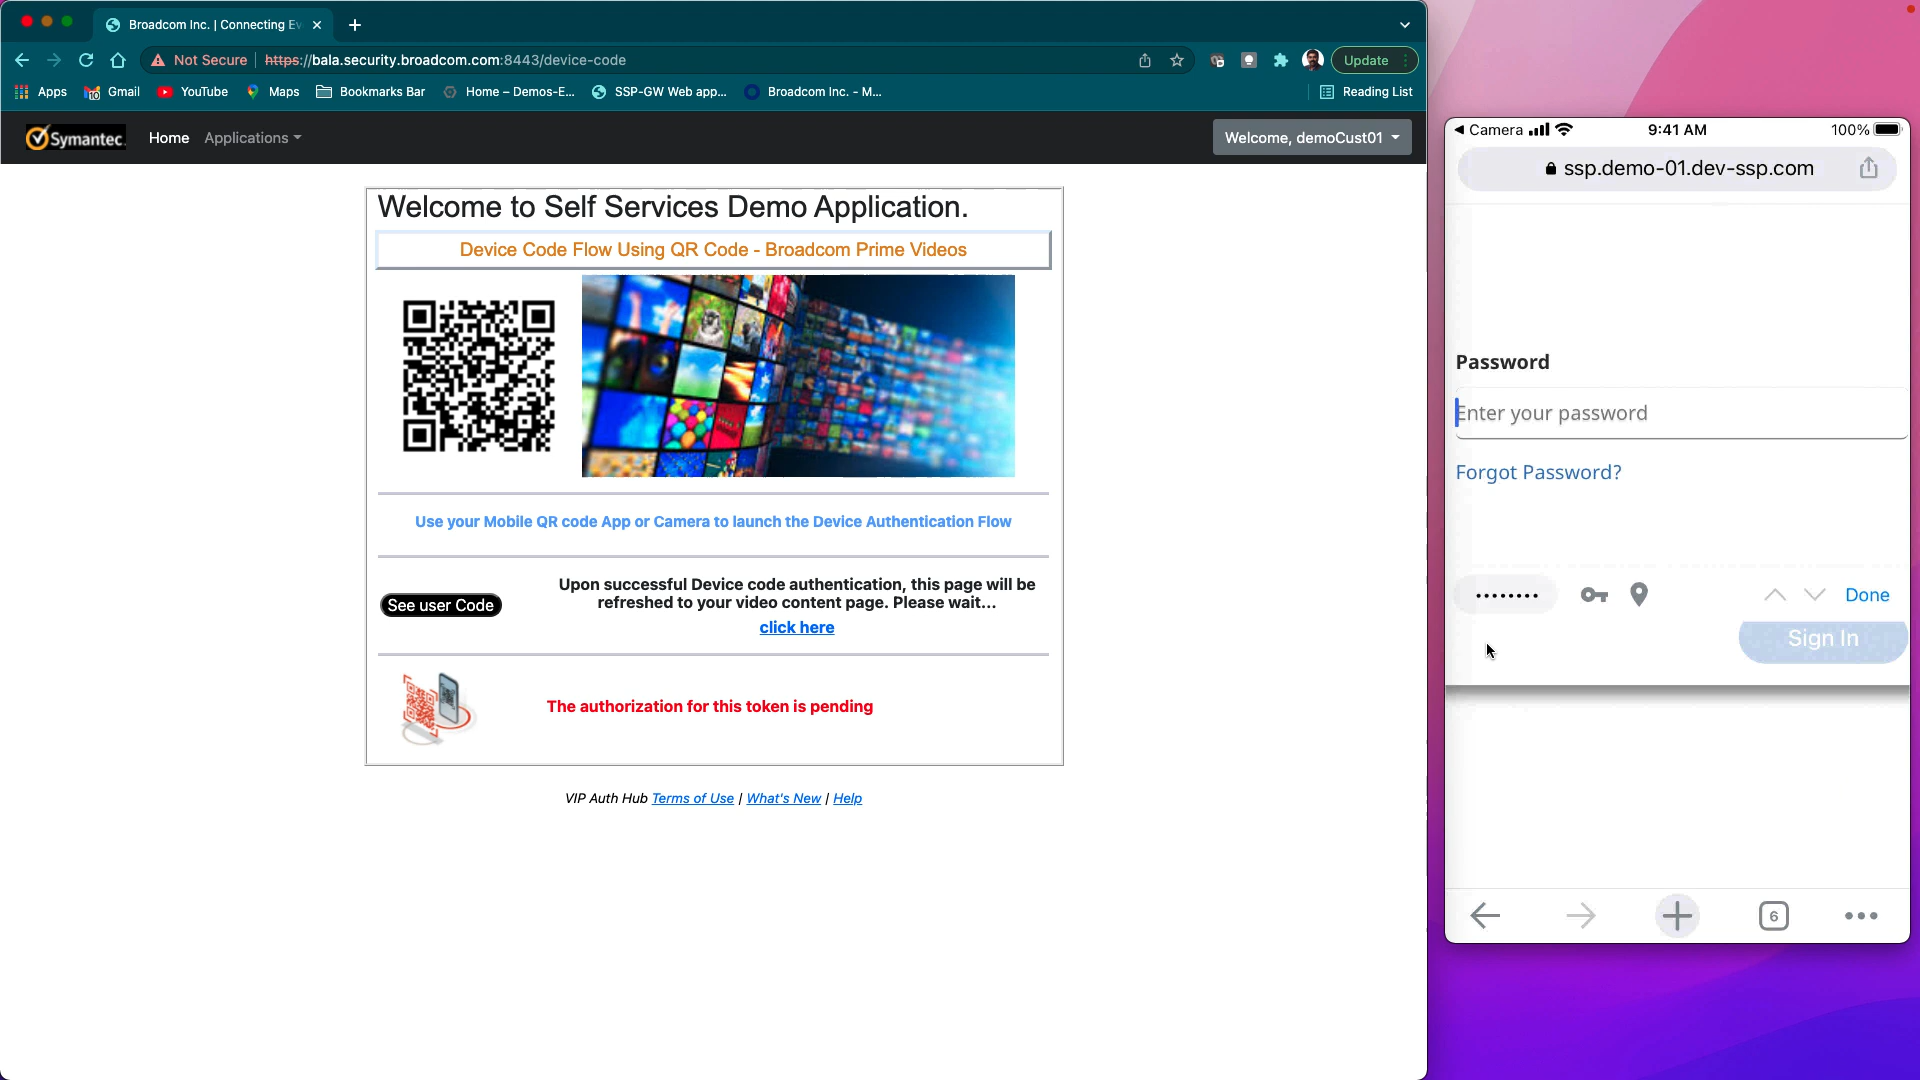 Broadcom Inc. | Connecting Ev
Not Secure
https://bala.security.broadcom.com:8443/device-code
Update
Apps
Gmail
YouTube
Maps
Bookmarks Bar
Home – Demos-E...
SSP-GW Web app...
Broadcom Inc. - M...
Reading List
Symantec.
Home
Applications
Welcome, demoCust01
Welcome to Self Services Demo Application.
Device Code Flow Using QR Code - Broadcom Prime Videos
Use your Mobile QR code App or Camera to launch the Device Authentication Flow
See user Code
Upon successful Device code authentication, this page will be
refreshed to your video content page. Please wait...
click here
The authorization for this token is pending
VIP Auth Hub Terms of Use | What's New | Help
Camera
9:41 AM
100%
ssp.demo-01.dev-ssp.com
Password
Enter your password
Forgot Password?
••••••••
Done
Sign In
6